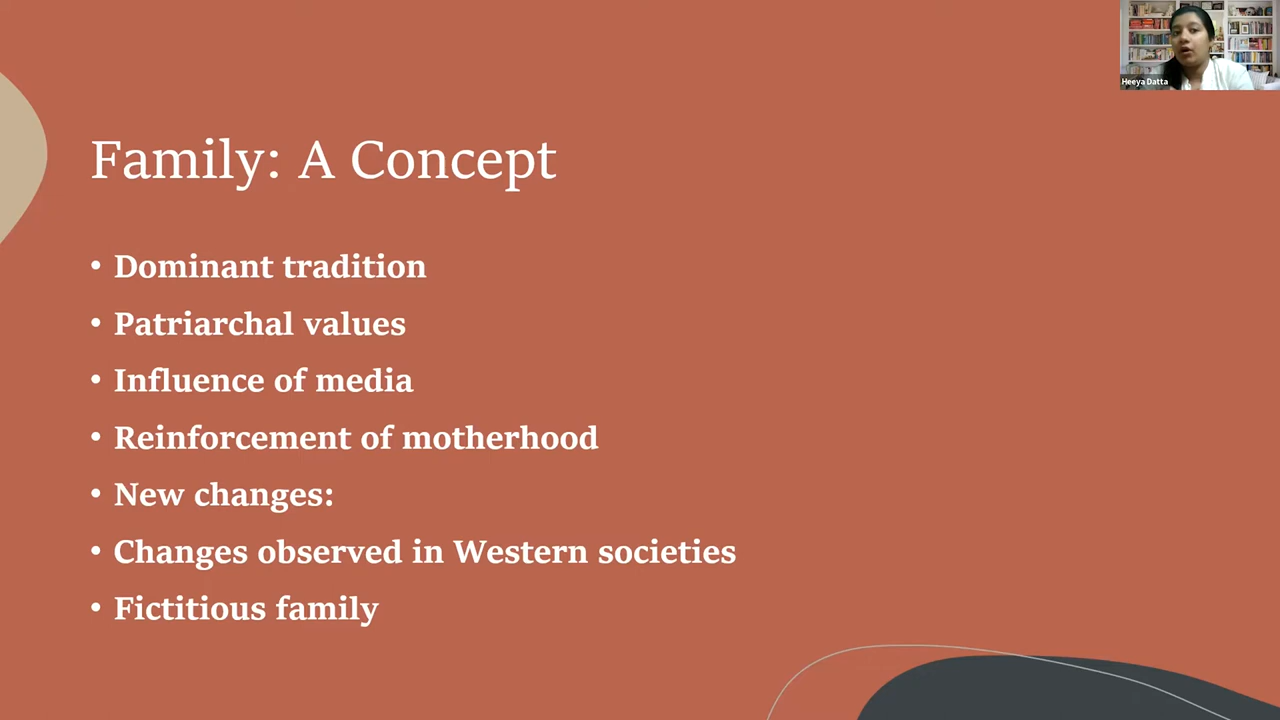 Heeya Datta
Family: A Concept
• Dominant tradition
• Patriarchal values
• Influence of media
• Reinforcement of motherhood
• New changes:
• Changes observed in Western societies
• Fictitious family